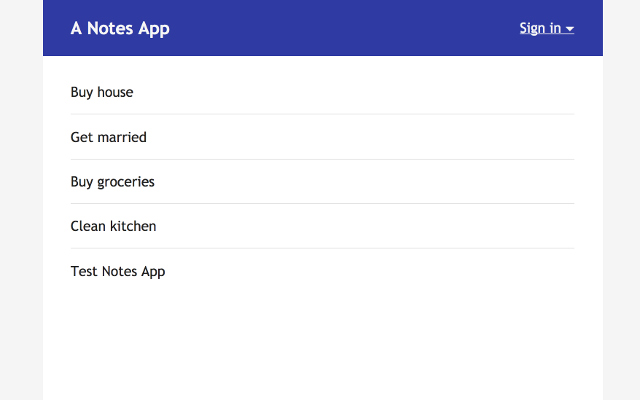 A Notes App
Sign in
Buy house
Get married
Buy groceries
Clean kitchen
Test Notes App